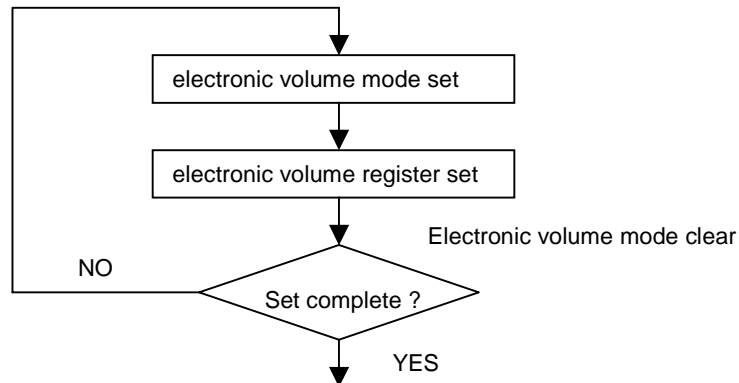 electronic volume mode set
electronic volume register set
Electronic volume mode clear
NO
Set complete ?
YES